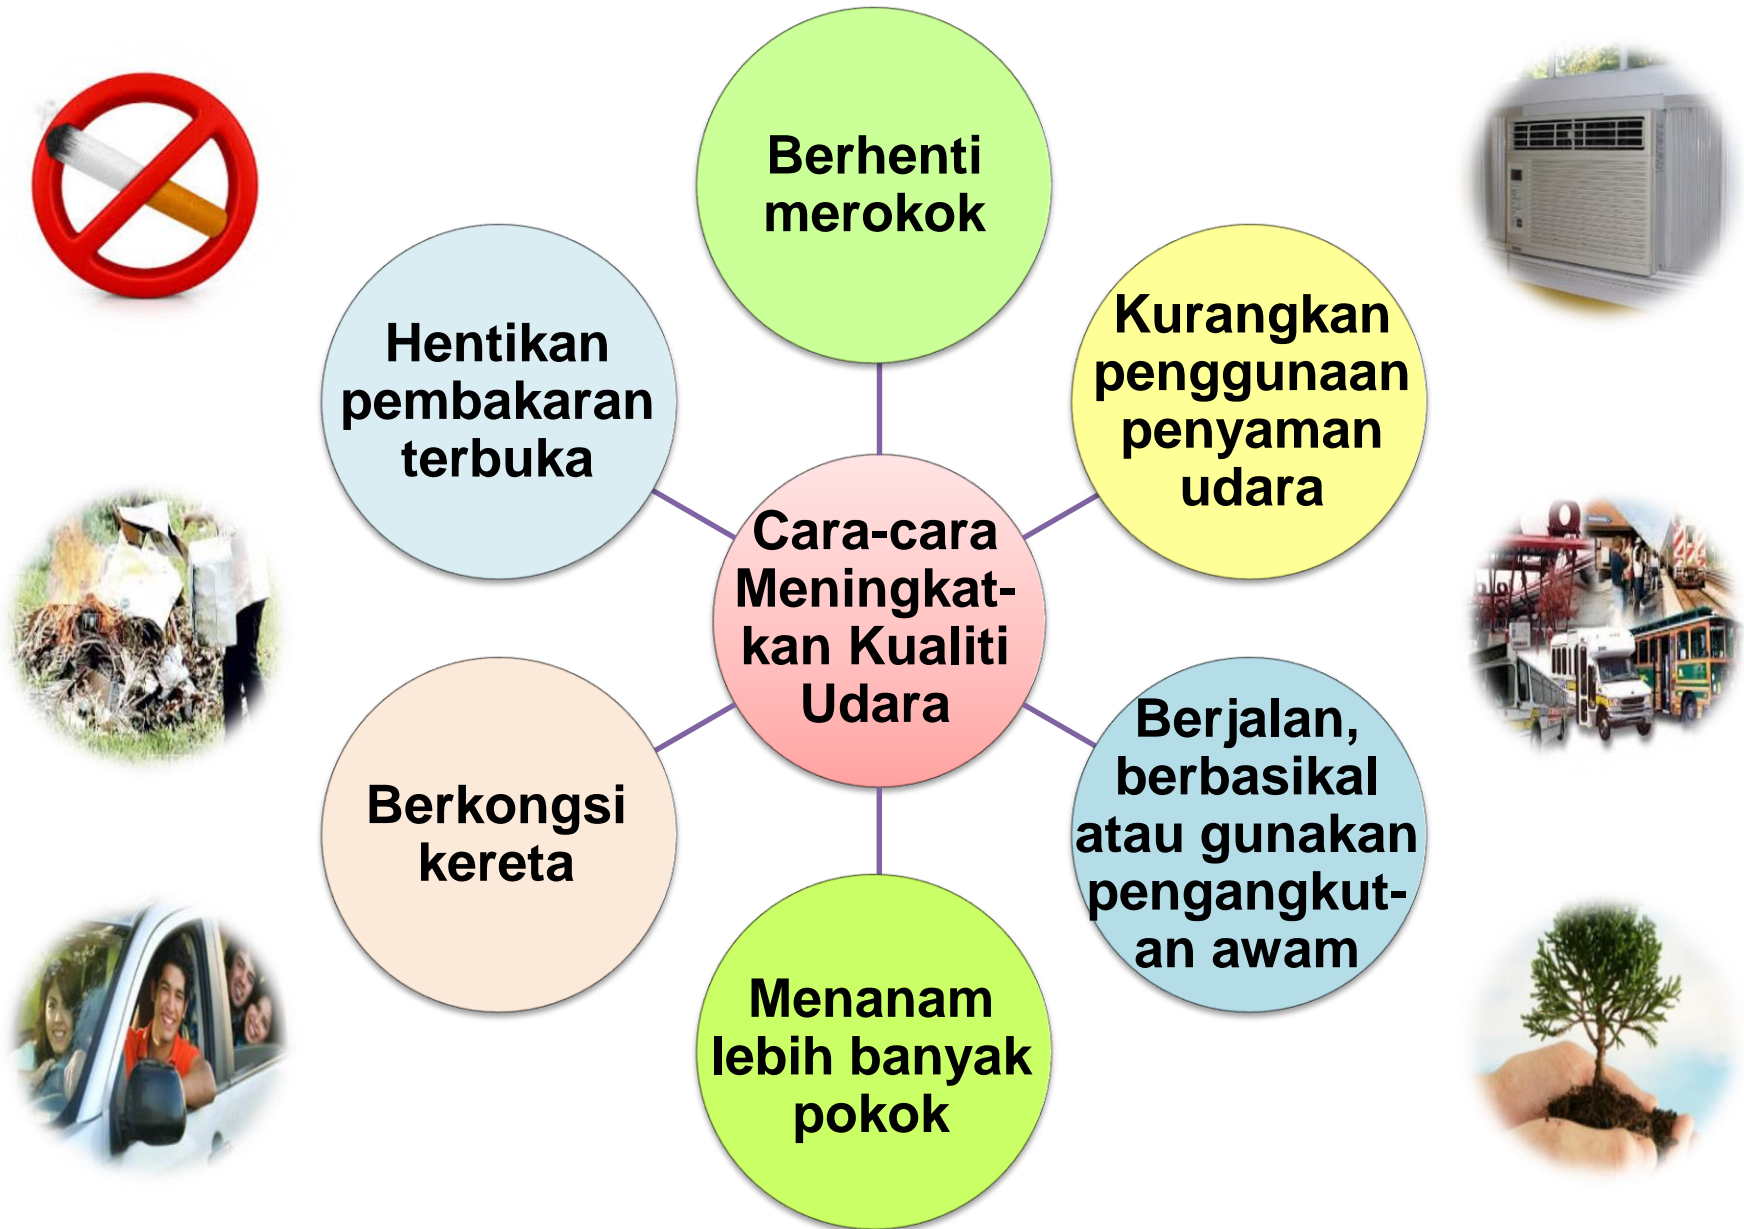 Berhenti
merokok
Kurangkan
penggunaan
penyaman
udara
Hentikan
pembakaran
terbuka
Cara-cara
Meningkat-
kan Kualiti
Udara
Berjalan,
berbasikal
atau gunakan
pengangkut-
an awam
Berkongsi
kereta
Menanam
lebih banyak
pokok